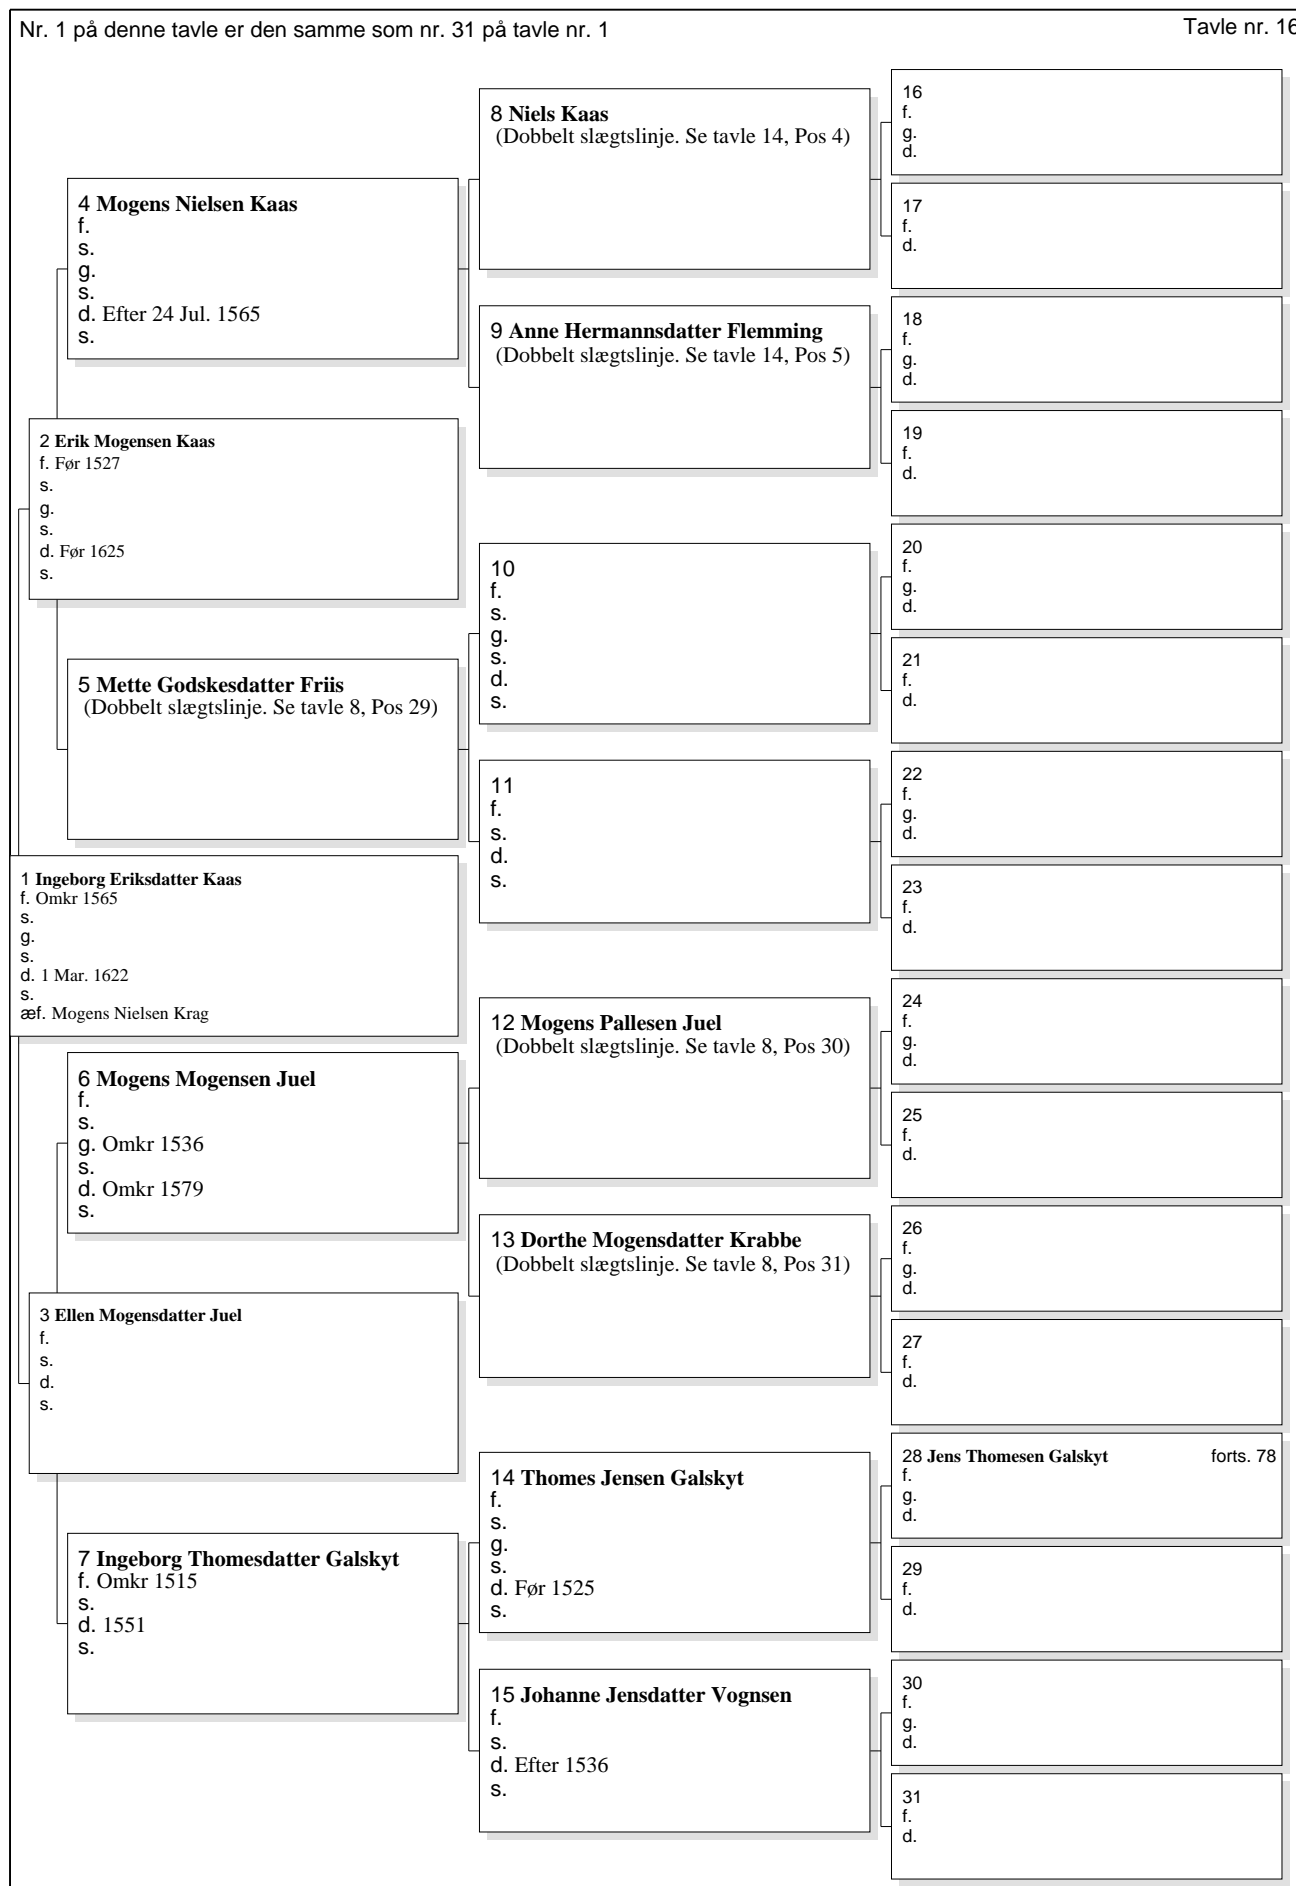 Nr. 1 på denne tavle er den samme som nr. 31 på tavle nr. 1
Tavle nr. 16
1 Ingeborg Eriksdatter Kaas
f. Omkr 1565
s.
g.
s.
d. 1 Mar. 1622
s.
æf. Mogens Nielsen Krag
2 Erik Mogensen Kaas
f. Før 1527
s.
g.
s.
d. Før 1625
s.
3 Ellen Mogensdatter Juel
f.
s.
d.
s.
4 Mogens Nielsen Kaas
f.
s.
g.
s.
d. Efter 24 Jul. 1565
s.
5 Mette Godskesdatter Friis
(Dobbelt slægtslinje. Se tavle 8, Pos 29)
6 Mogens Mogensen Juel
f.
s.
g. Omkr 1536
s.
d. Omkr 1579
s.
7 Ingeborg Thomesdatter Galskyt
f. Omkr 1515
s.
d. 1551
s.
8 Niels Kaas
(Dobbelt slægtslinje. Se tavle 14, Pos 4)
9 Anne Hermannsdatter Flemming
(Dobbelt slægtslinje. Se tavle 14, Pos 5)
10
f.
s.
g.
s.
d.
s.
11
f.
s.
d.
s.
12 Mogens Pallesen Juel
(Dobbelt slægtslinje. Se tavle 8, Pos 30)
13 Dorthe Mogensdatter Krabbe
(Dobbelt slægtslinje. Se tavle 8, Pos 31)
14 Thomes Jensen Galskyt
f.
s.
g.
s.
d. Før 1525
s.
15 Johanne Jensdatter Vognsen
f.
s.
d. Efter 1536
s.
16
f.
g.
d.
17
f.
d.
18
f.
g.
d.
19
f.
d.
20
f.
g.
d.
21
f.
d.
22
f.
g.
d.
23
f.
d.
24
f.
g.
d.
25
f.
d.
26
f.
g.
d.
27
f.
d.
28 Jens Thomesen Galskyt forts. 78
f.
g.
d.
29
f.
d.
30
f.
g.
d.
31
f.
d.